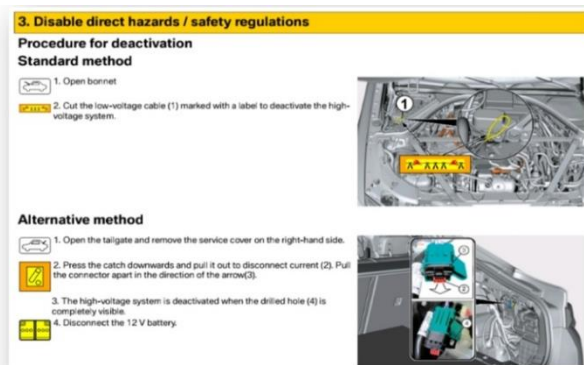 3. Disable direct hazards / safety regulations
Procedure for deactivation
Standard method
1. Open bonnet
2. Cut the low-voltage cable (1) marked with a label to deactivate the high-
voltage system.
1
Alternative method
1. Open the tailgate and remove the service cover on the right-hand side.
2. Press the catch downwards and pull it out to disconnect current (2). Pull
the connector apart in the direction of the arrow(3).
3. The high-voltage system is deactivated when the drilled hole (4) is
completely visible.
4. Disconnect the 12 V battery.